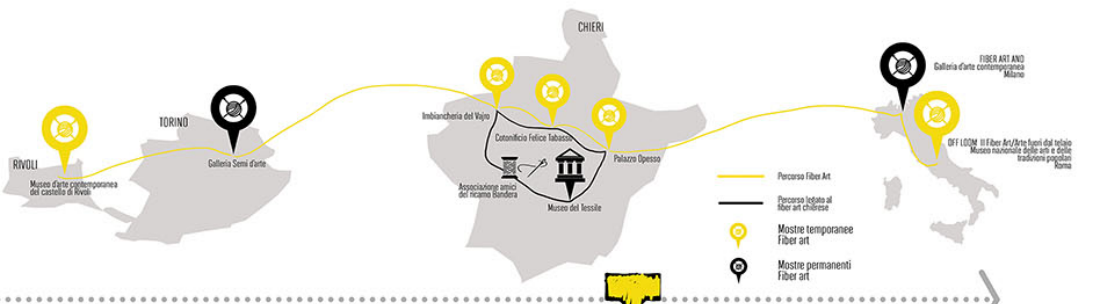 CHIERI
FIBER ART AND
Galleria d'arte contemporanea
Milano
Imbiancheria del Vajro
TORINO
Cotonificio Felice Tabasso
OFF LOOM II Fiber Art/Arte fuori dal telaio
Museo nazionale delle arti e delle
tradizioni popolari
Roma
RIVOLI
Galleria Semi d'arte
Palazzo Opesso
Museo d'arte contemporanea
del castello di Rivoli
Associazione amici
del ricamo Bandera
Museo del Tessile
Percorso Fiber Art
Percorso legato al
fiber art chierese
Mostre temporanee
Fiber art
Mostre permanenti
Fiber art